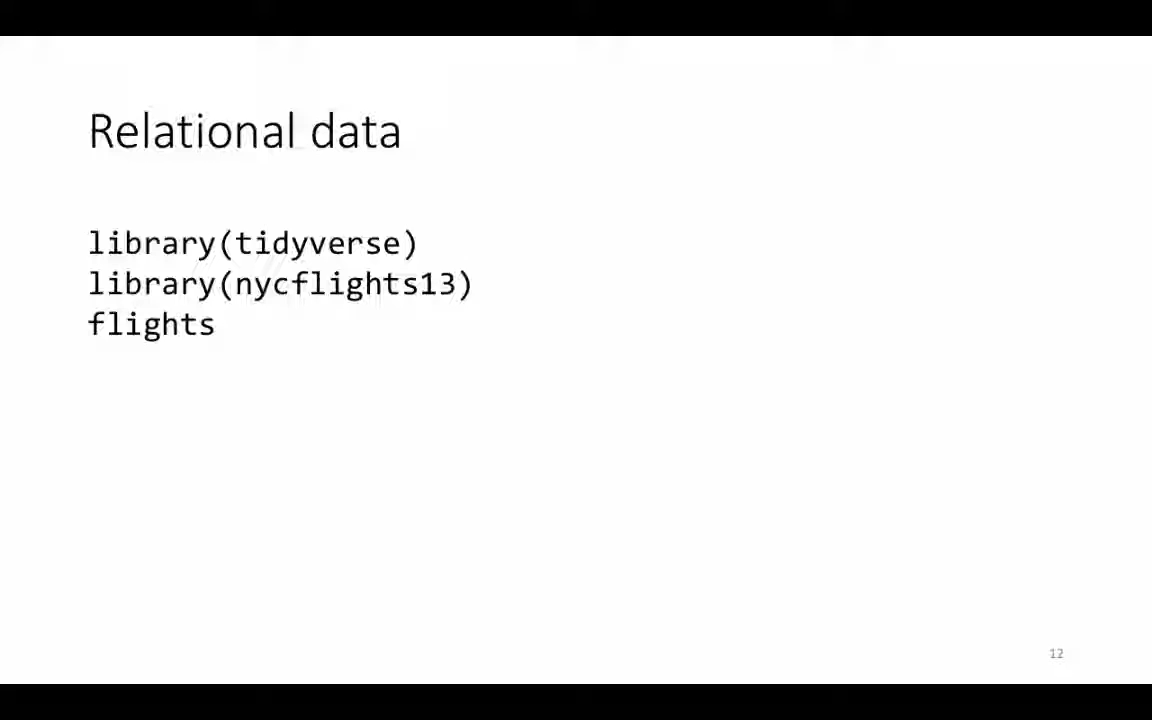 Relational data
library(tidyverse)
library(nycflights13)
flights
12